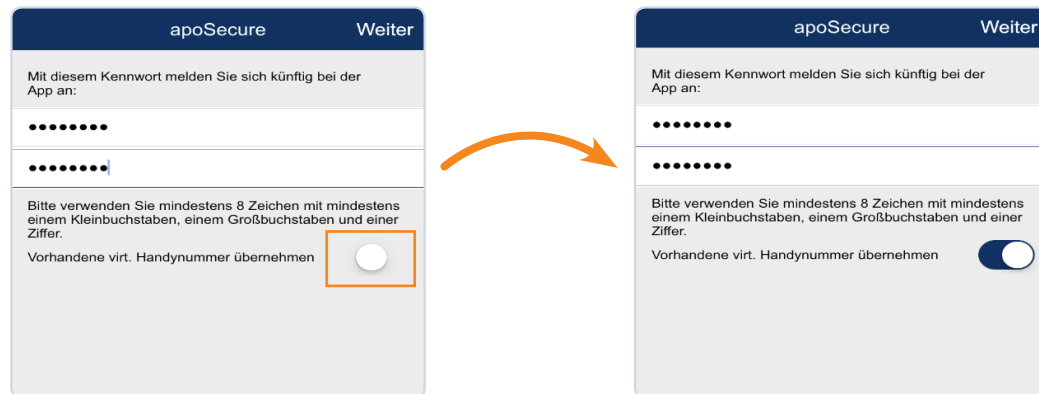 apoSecure Weiter
Mit diesem Kennwort melden Sie sich künftig bei der
App an:
••••••••
••••••••
Bitte verwenden Sie mindestens 8 Zeichen mit mindestens
einem Kleinbuchstaben, einem Großbuchstaben und einer
Ziffer.
Vorhandene virt. Handynummer übernehmen
apoSecure Weiter
Mit diesem Kennwort melden Sie sich künftig bei der
App an:
••••••••
••••••••
Bitte verwenden Sie mindestens 8 Zeichen mit mindestens
einem Kleinbuchstaben, einem Großbuchstaben und einer
Ziffer.
Vorhandene virt. Handynummer übernehmen